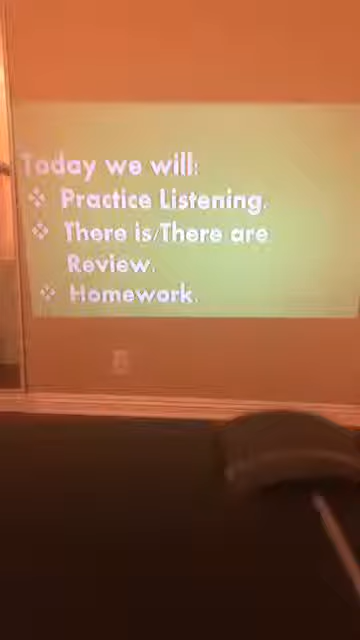 Today we will:
❖ Practice Listening.
❖ There is/There are
Review.
❖ Homework.